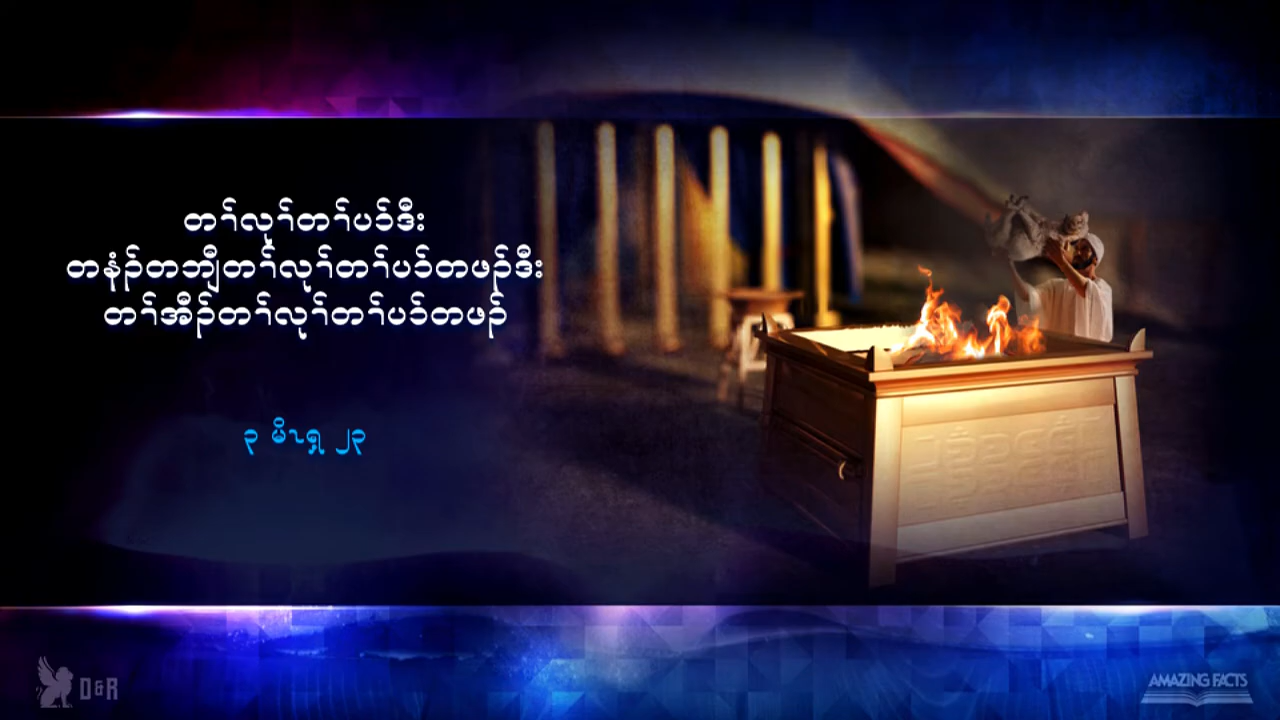 တၢ်လုၢ်တၢ်ပာ်ဒီး
တနံၣ်တဘျီတၢ်လုၢ်တၢ်ပာ်တဖၣ်ဒီး
တၢ်အီၣ်တၢ်လုၢ်တၢ်ပာ်တဖၣ်
၃ မိၤရှ့ ၂၃
D&R
AMAZING FACTS